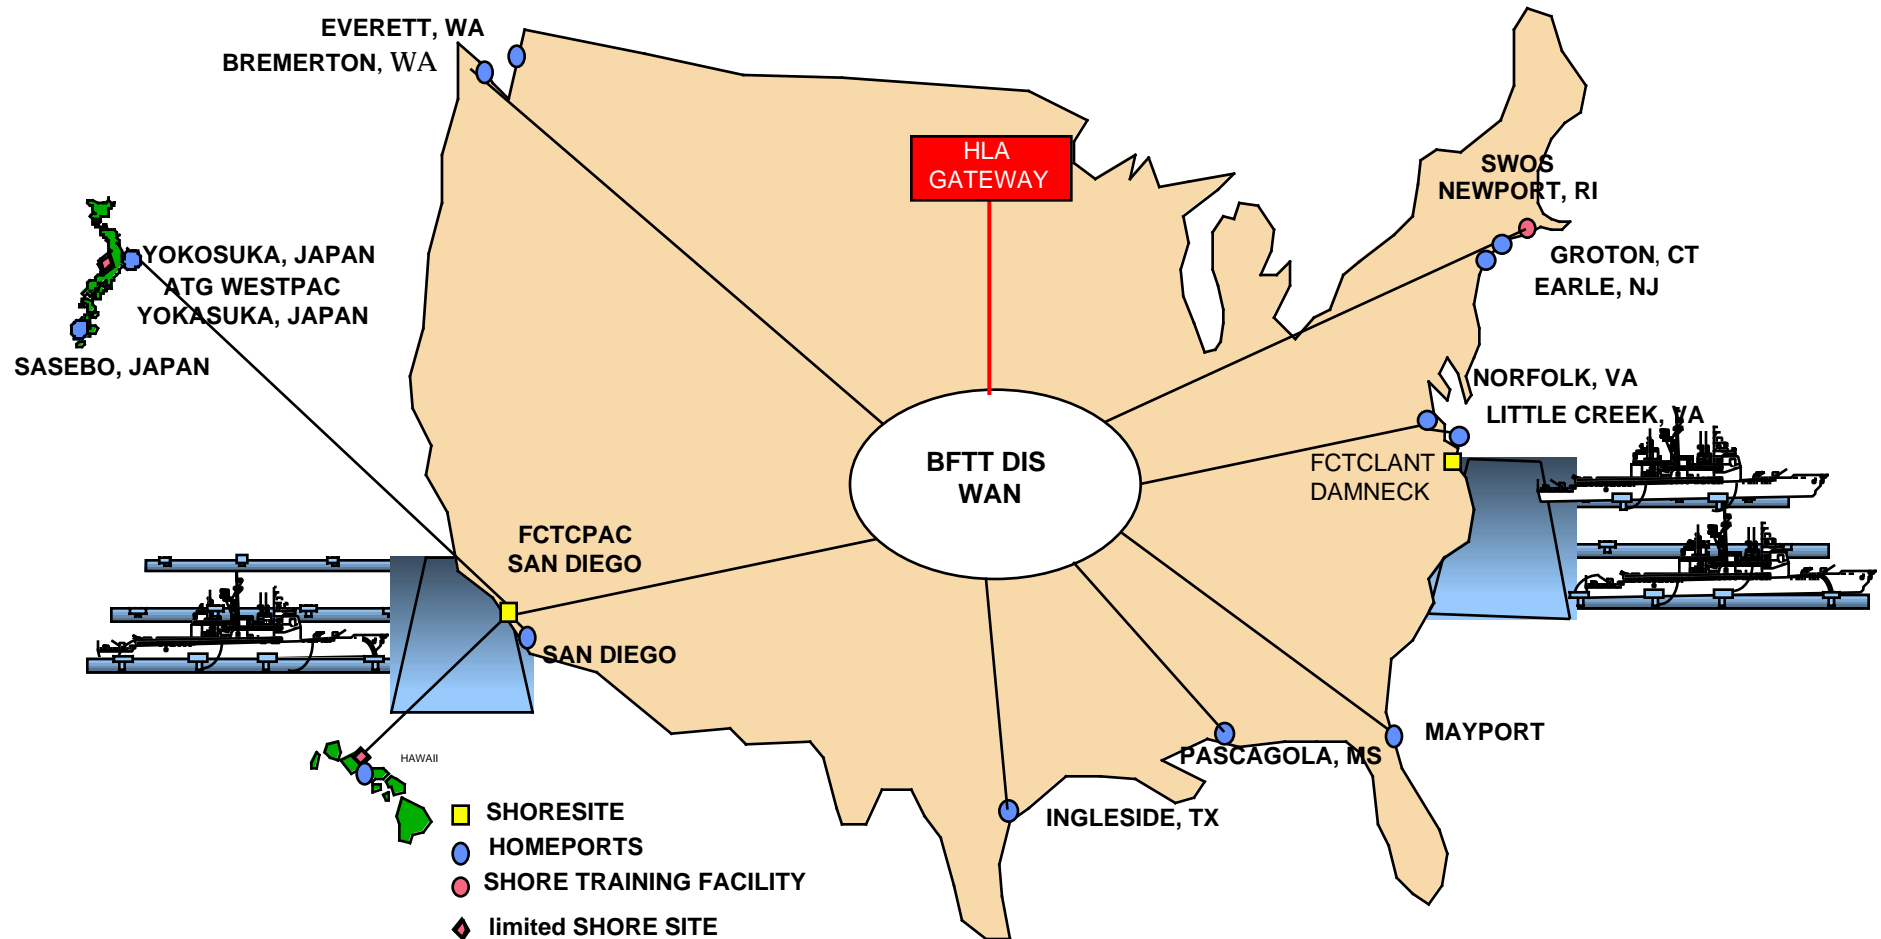 EVERETT, WA
BREMERTON, WA
HLA
GATEWAY
SWOS
NEWPORT, RI
YOKOSUKA, JAPAN
ATG WESTPAC
YOKASUKA, JAPAN
SASEBO, JAPAN
GROTON, CT
EARLE, NJ
NORFOLK, VA
LITTLE CREEK, VA
BFTT DIS
WAN
FCTCLANT
DAMNECK
FCTCPAC
SAN DIEGO
SAN DIEGO
MAYPORT
PASCAGOLA, MS
HAWAII
INGLESIDE, TX
SHORESITE
HOMEPORTS
SHORE TRAINING FACILITY
limited SHORE SITE